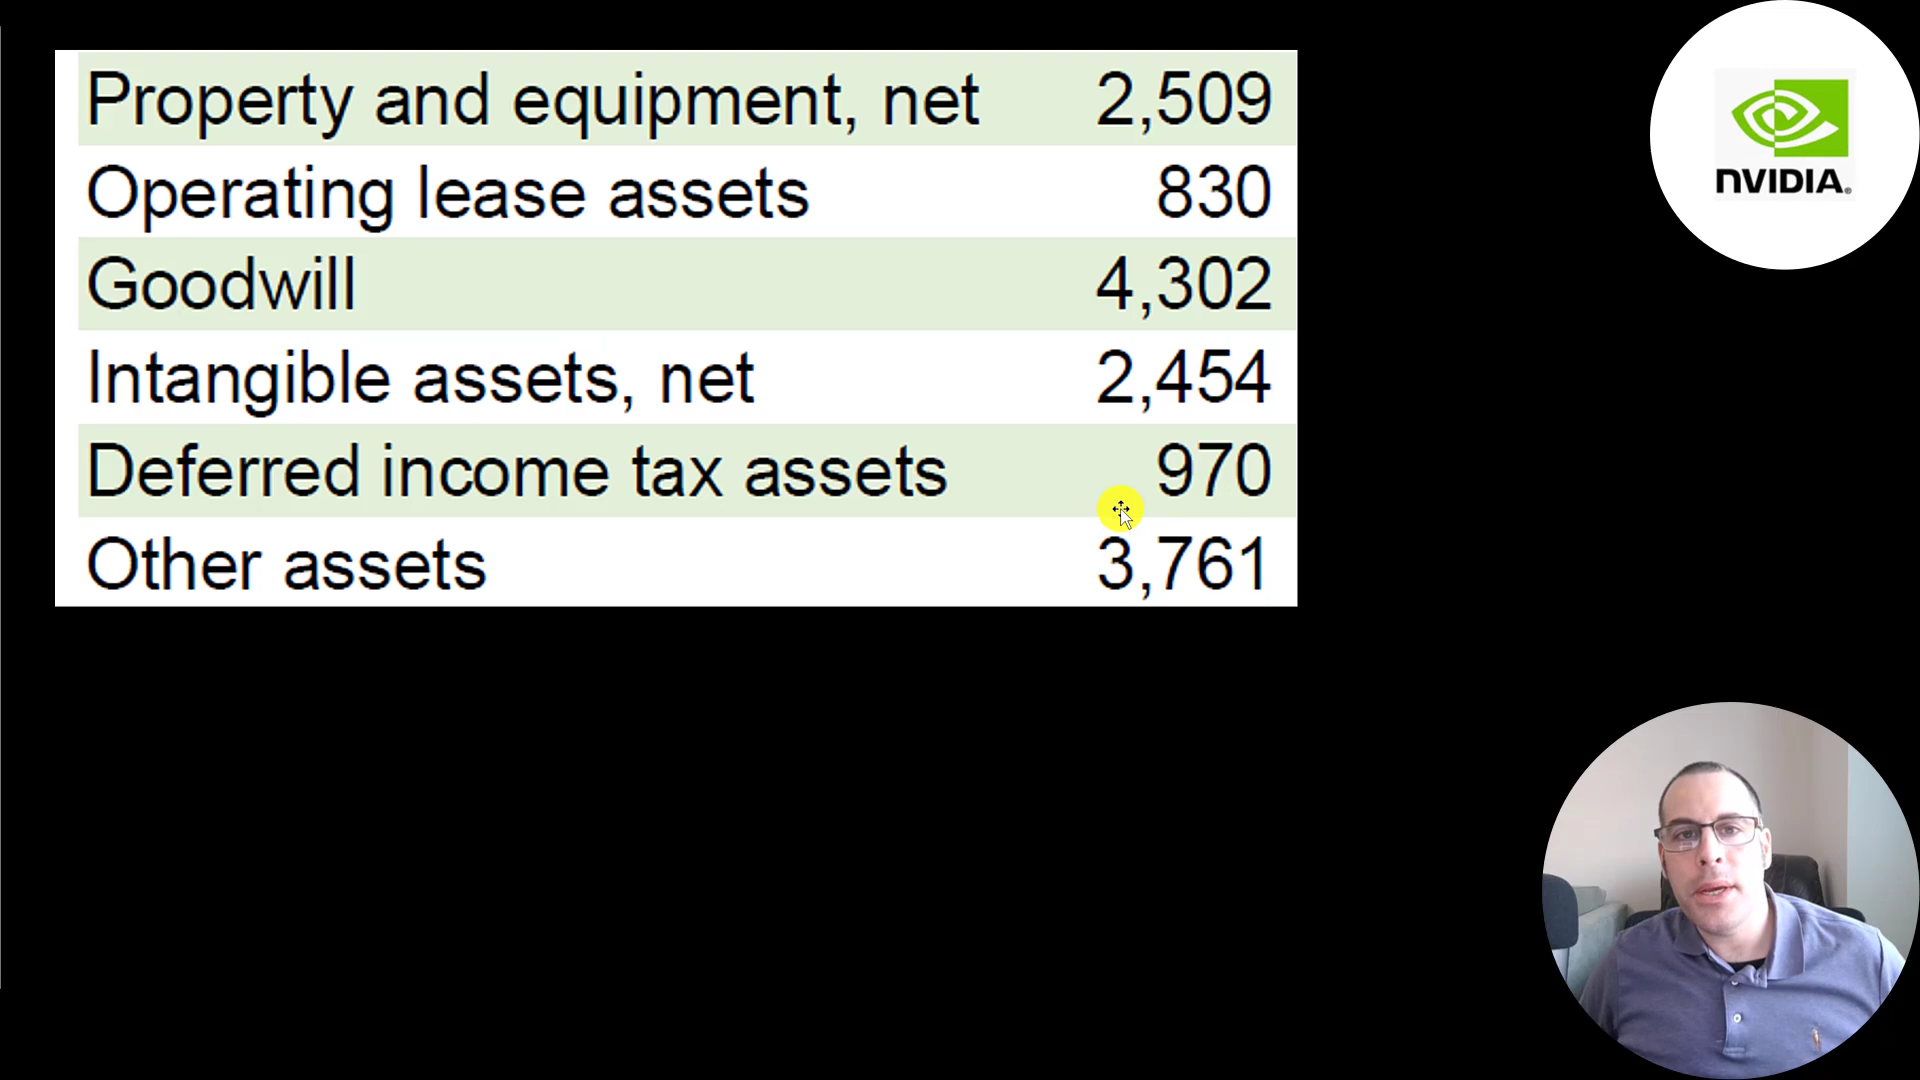 Property and equipment, net 2,509
Operating lease assets 830
Goodwill 4,302
Intangible assets, net 2,454
Deferred income tax assets 970
Other assets 3,761
nVIDIA®